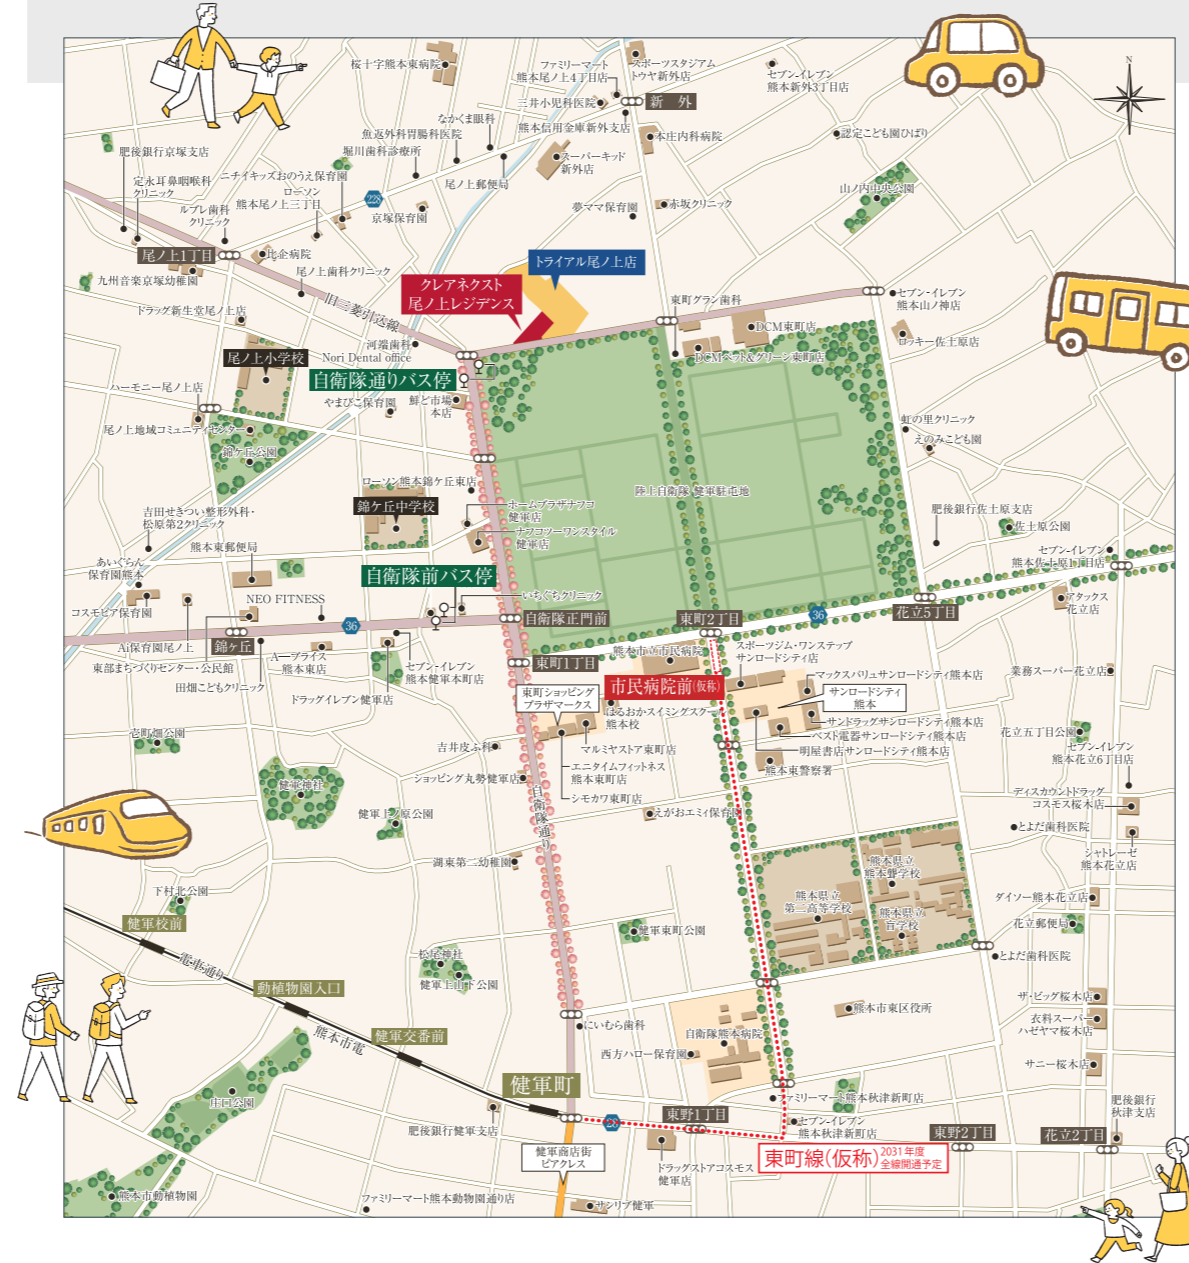 桜十字熊本東病院
ファミリーマート
熊本尾ノ上4丁目店
スポーツスタジアム
トウヤ新外店
セブン-イレブン
熊本新外3丁目店
N
三井小児科医院
新 外
なかくま眼科
熊本信用金庫新外支店
魚返外科胃腸科医院
本庄内科病院
認定こども園ひばり
肥後銀行京塚支店
堀川歯科診療所
スーパーキッド
新外店
定永耳鼻咽喉科
クリニック
ニチイキッズおのうえ保育園
尾ノ上郵便局
山ノ内中央公園
ローソン
熊本尾ノ上三丁目
228
ルプレ歯科
クリニック
京塚保育園
夢ママ保育園
赤坂クリニック
尾ノ上1丁目
比企病院
トライアル尾ノ上店
尾ノ上歯科クリニック
九州音楽京塚幼稚園
クレアネクスト
尾ノ上レジデンス
東町グラン歯科
セブン-イレブン
熊本山ノ神店
旧三菱引込線
ドラッグ新生堂尾ノ上店
DCM東町店
ロッキー佐土原店
河端歯科
Nori Dental office
尾ノ上小学校
DCMペット&グリーン東町店
自衛隊通りバス停
ハーモニー尾ノ上店
やまびこ保育園
鮮ど市場
本店
尾ノ上地域コミュニティセンター
虹の里クリニック
えのみこども園
錦ケ丘公園
ローソン熊本錦ケ丘東店
陸上自衛隊 健軍駐屯地
錦ケ丘中学校
ホームプラザナフコ
健軍店
吉田せきつい整形外科・
松原第2クリニック
肥後銀行佐土原支店
佐土原公園
ナフコツーワンスタイル
健軍店
熊本東郵便局
セブン-イレブン
熊本佐土原1丁目店
あいぐらん
保育園熊本
自衛隊前バス停
コスモピア保育園
NEO FITNESS
いちぐちクリニック
花立5丁目
アタックス
花立店
36
自衛隊正門前
東町2丁目
36
Ai保育園尾ノ上
錦ケ丘
スポーツジム・ワンステップ
サンロードシティ店
東部まちづくりセンター・公民館
A-プライス
熊本東店
セブン-イレブン
熊本健軍本町店
東町1丁目
熊本市立市民病院
業務スーパー花立店
田畑こどもクリニック
市民病院前(仮称)
マックスバリュサンロードシティ熊本店
ドラッグイレブン健軍店
東町ショッピング
プラザマークス
サンロードシティ
熊本
はるおかスイミングスクール
熊本校
サンドラッグサンロードシティ熊本店
壱町畑公園
ベスト電器サンロードシティ熊本店
花立五丁目公園
吉井皮ふ科
マルミヤストア東町店
明屋書店サンロードシティ熊本店
セブン-イレブン
熊本花立6丁目店
エニタイムフィットネス
熊本東町店
熊本東警察署
健軍神社
ショッピング丸勢健軍店
シモカワ東町店
ディスカウントドラッグ
コスモス桜木店
健軍上ノ原公園
自衛隊通り
えがおエミィ保育園
とよだ歯科医院
湖東第二幼稚園
シャトレーゼ
熊本花立店
熊本県立
熊本聾学校
下村北公園
熊本県立
第二高等学校
熊本県立
盲学校
ダイソー熊本花立店
健軍校前
花立郵便局
健軍東町公園
電車通り
松尾神社
とよだ歯科医院
動植物園入口
健軍上山下公園
ザ・ビッグ桜木店
熊本市東区役所
衣料スーパー
ハゼヤマ桜木店
熊本市電
健軍交番前
にいむら歯科
自衛隊熊本病院
西方ハロー保育園
サニー桜木店
健軍町
庄口公園
ファミリーマート熊本秋津新町店
肥後銀行
秋津支店
肥後銀行健軍支店
28
東野1丁目
セブン-イレブン
熊本秋津新町店
東野2丁目
花立2丁目
健軍商店街
ピアクレス
東町線(仮称)2031年度
全線開通予定
ドラッグストアコスモス
健軍店
熊本市動植物園
ファミリーマート熊本動植物園通り店
サンリブ健軍